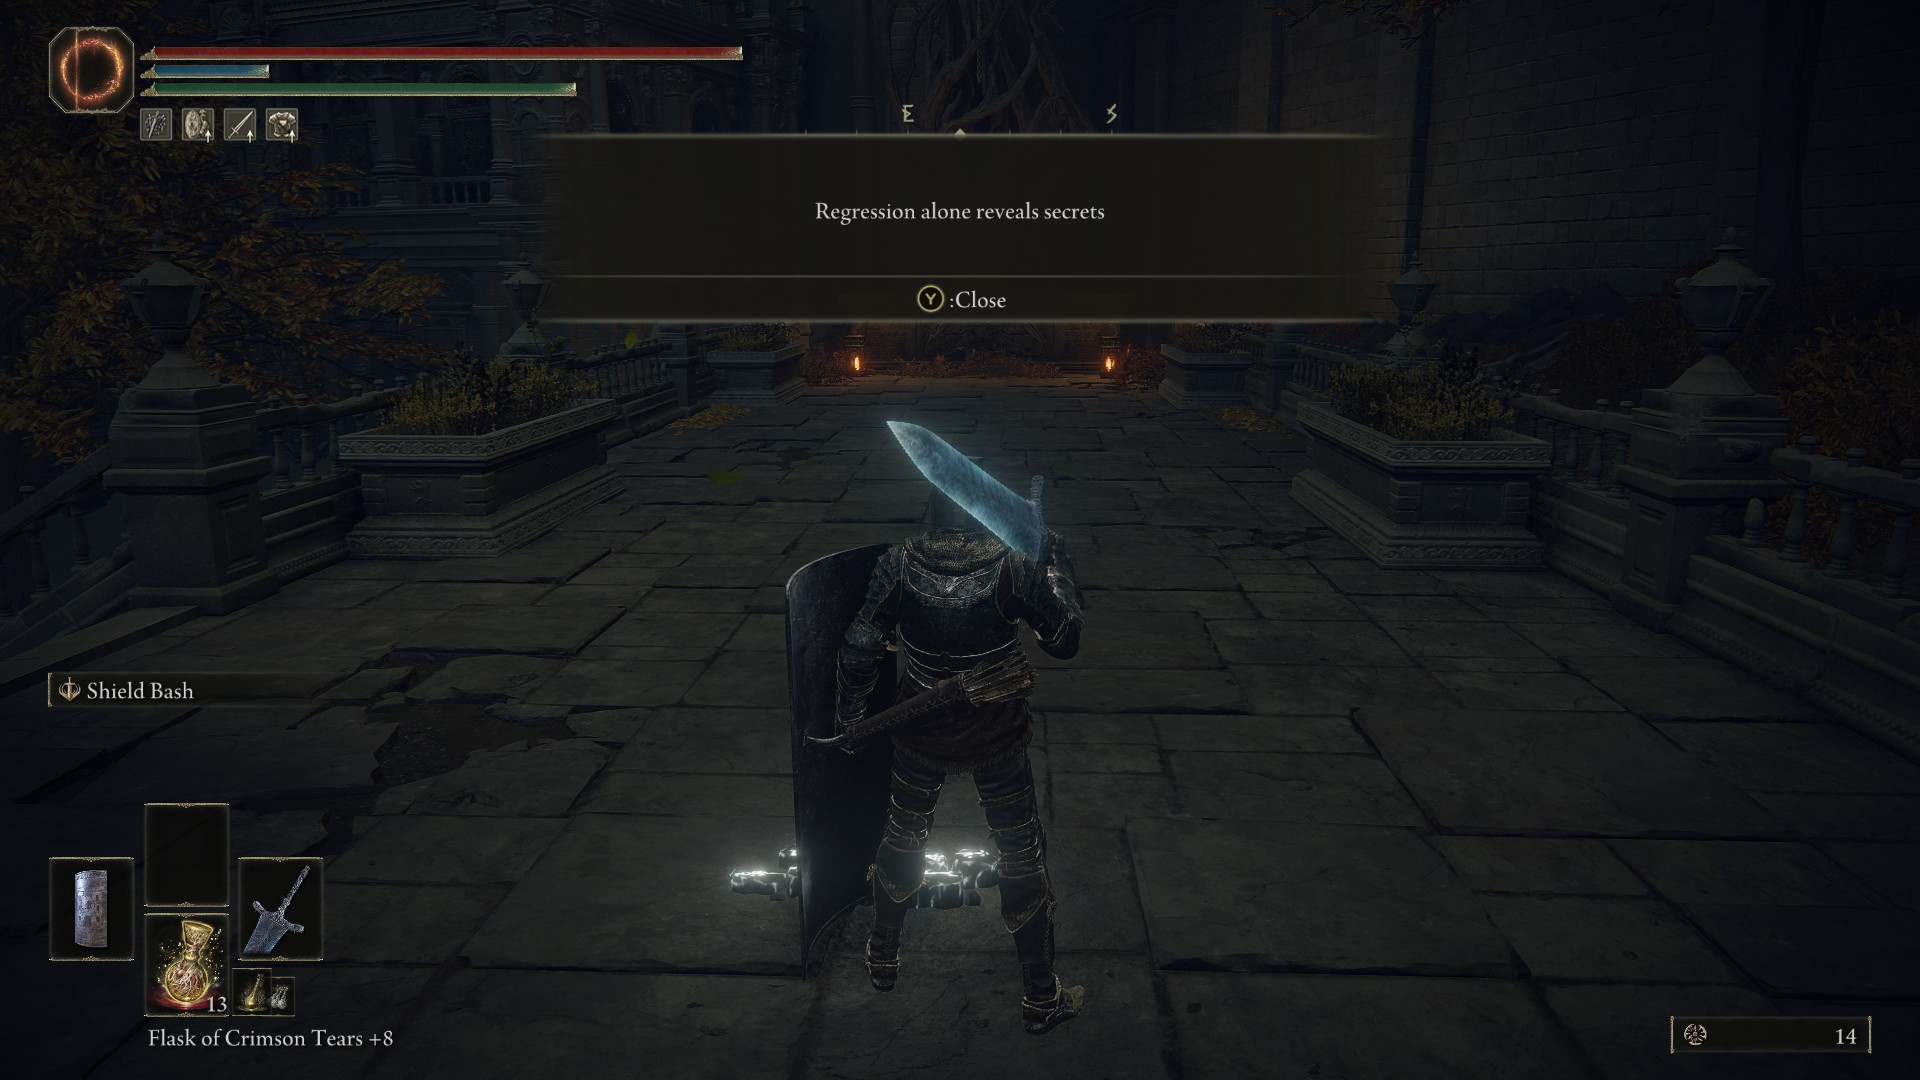 E
S
Regression alone reveals secrets
Y :Close
Shield Bash
13
Flask of Crimson Tears +8
14